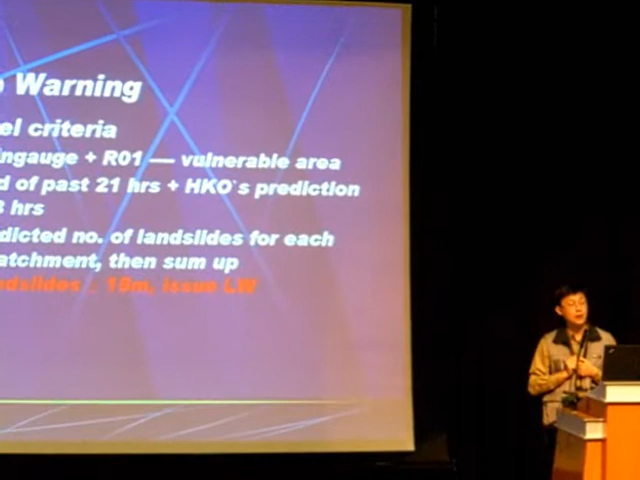 Warning
el criteria
ingauge + R01 — vulnerable area
d of past 21 hrs + HKO's prediction
3 hrs
dicted no. of landslides for each
atchment, then sum up
ndslides : 10m, issue LW